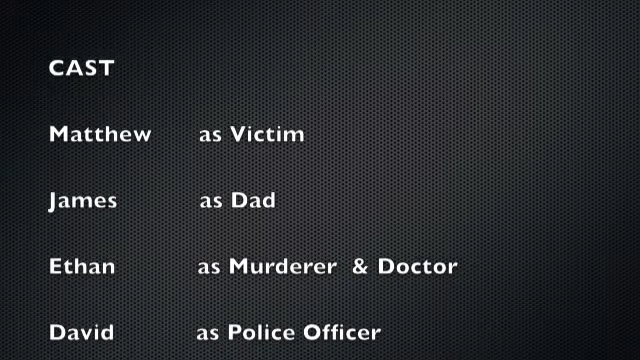 CAST
Matthew as Victim
James as Dad
Ethan as Murderer & Doctor
David as Police Officer